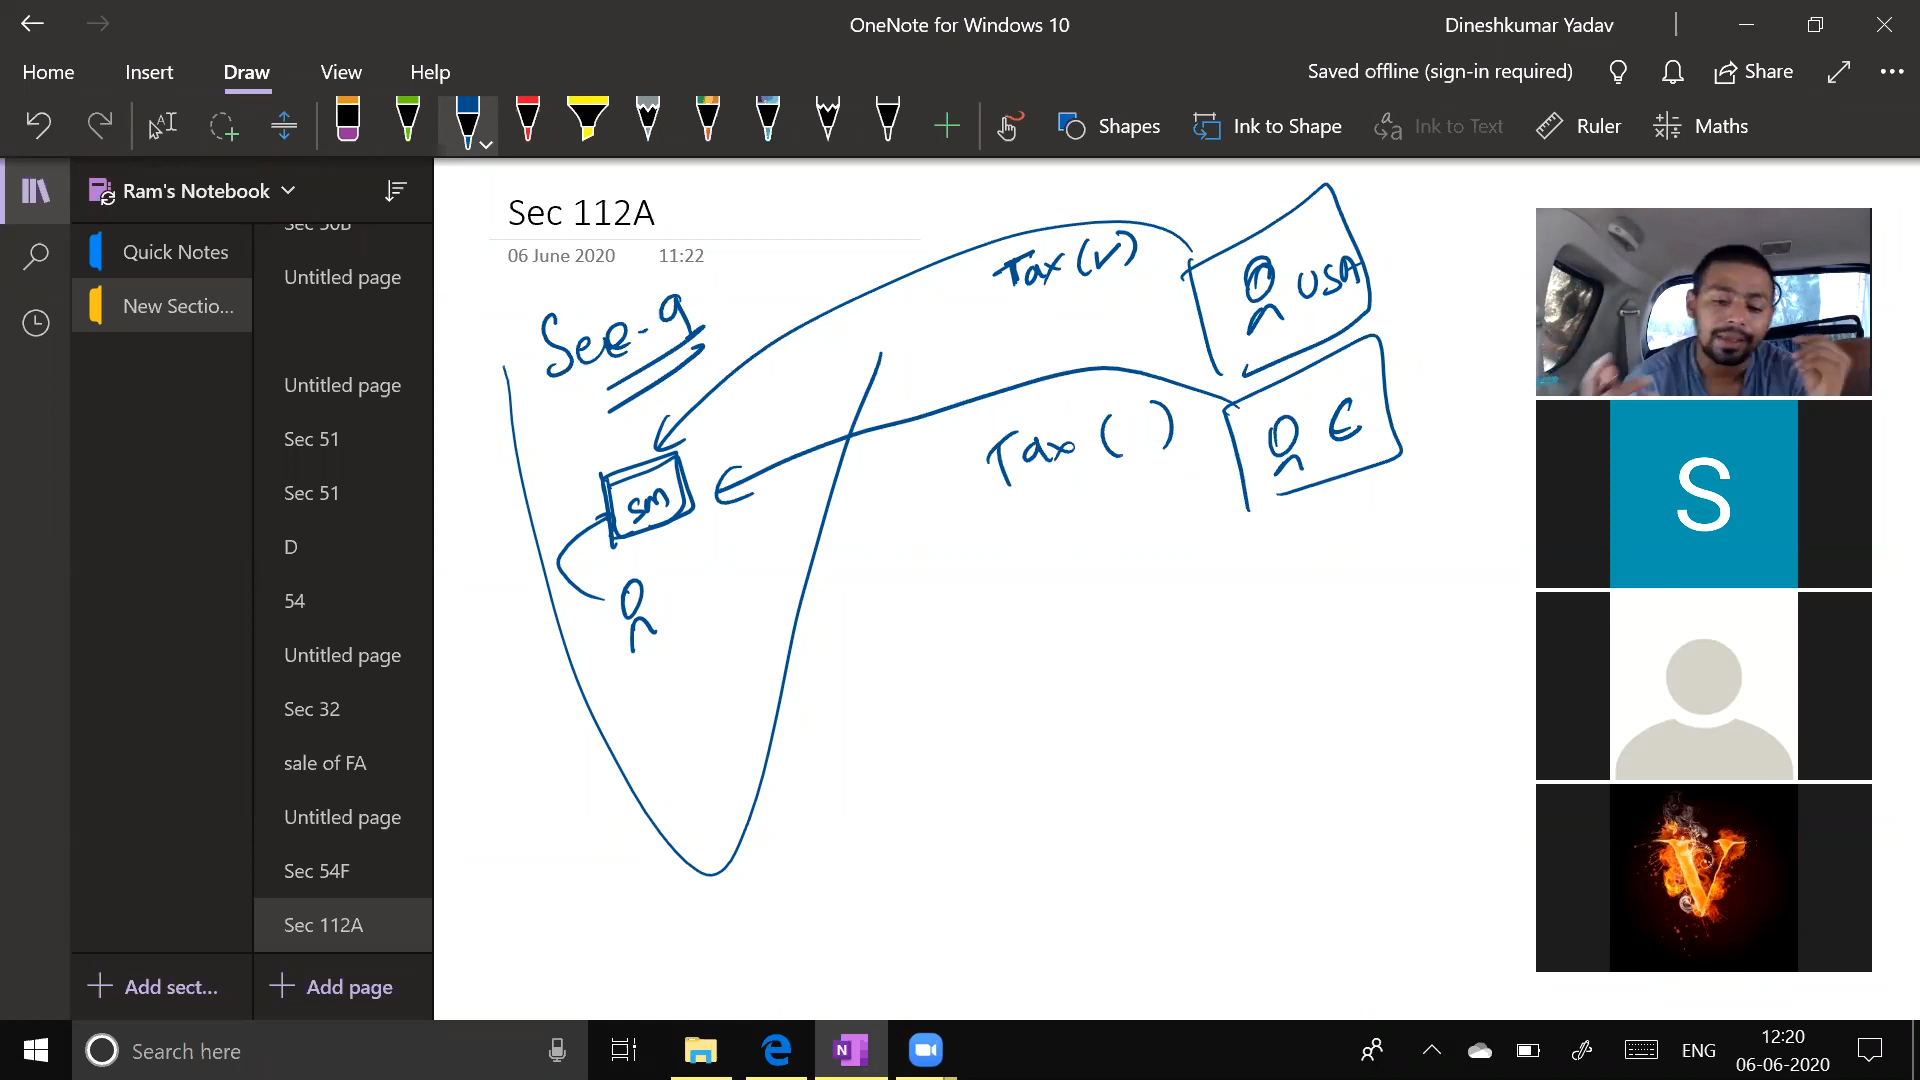 OneNote for Windows 10
Dineshkumar Yadav
Home
Insert
Draw
View
Help
Saved offline (sign-in required)
Share
Shapes
Ink to Shape
Ink to Text
Ruler
Maths
Ram's Notebook
Quick Notes
New Sectio...
Sec 50B
Untitled page
Untitled page
Sec 51
Sec 51
D
54
Untitled page
Sec 32
sale of FA
Untitled page
Sec 54F
Sec 112A
Add sect...
Add page
Sec 112A
06 June 2020 11:22
Sec-9
Tax (✓)
USA
Tax ( )
€
SM
S
V
Search here
ENG
12:20
06-06-2020